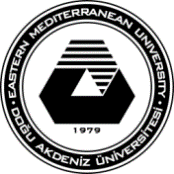 EASTERN MEDITERRANEAN UNIVERSITY
1979
DOĞU AKDENİZ ÜNİVERSİTESİ